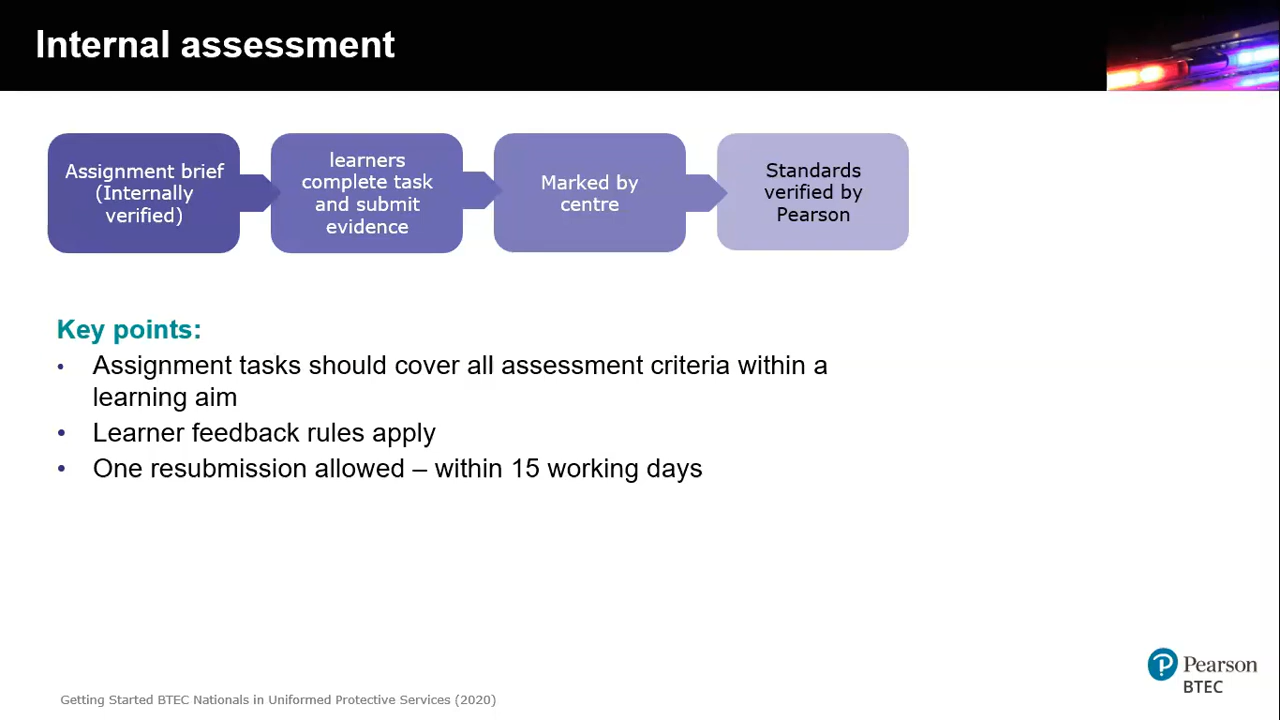 Internal assessment
Assignment brief
(Internally
verified)
learners
complete task
and submit
evidence
Marked by
centre
Standards
verified by
Pearson
Key points:
• Assignment tasks should cover all assessment criteria within a
learning aim
• Learner feedback rules apply
• One resubmission allowed – within 15 working days
Getting Started BTEC Nationals in Uniformed Protective Services (2020)
Pearson
BTEC